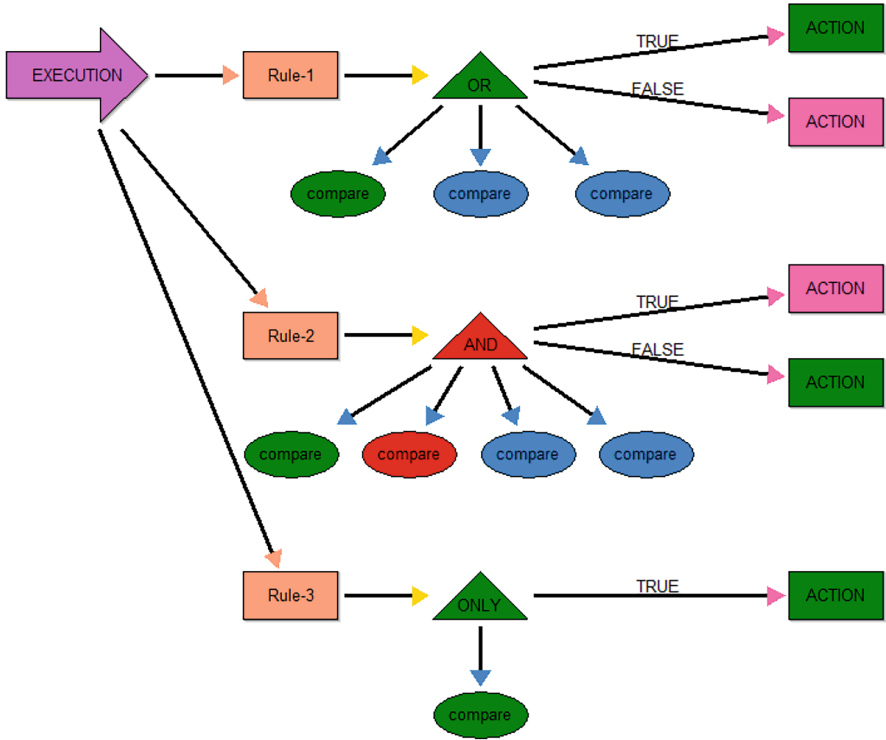 ACTION
TRUE
EXECUTION
Rule-1
OR
FALSE
ACTION
compare
compare
compare
ACTION
TRUE
Rule-2
AND
FALSE
ACTION
compare
compare
compare
compare
TRUE
Rule-3
ONLY
ACTION
compare